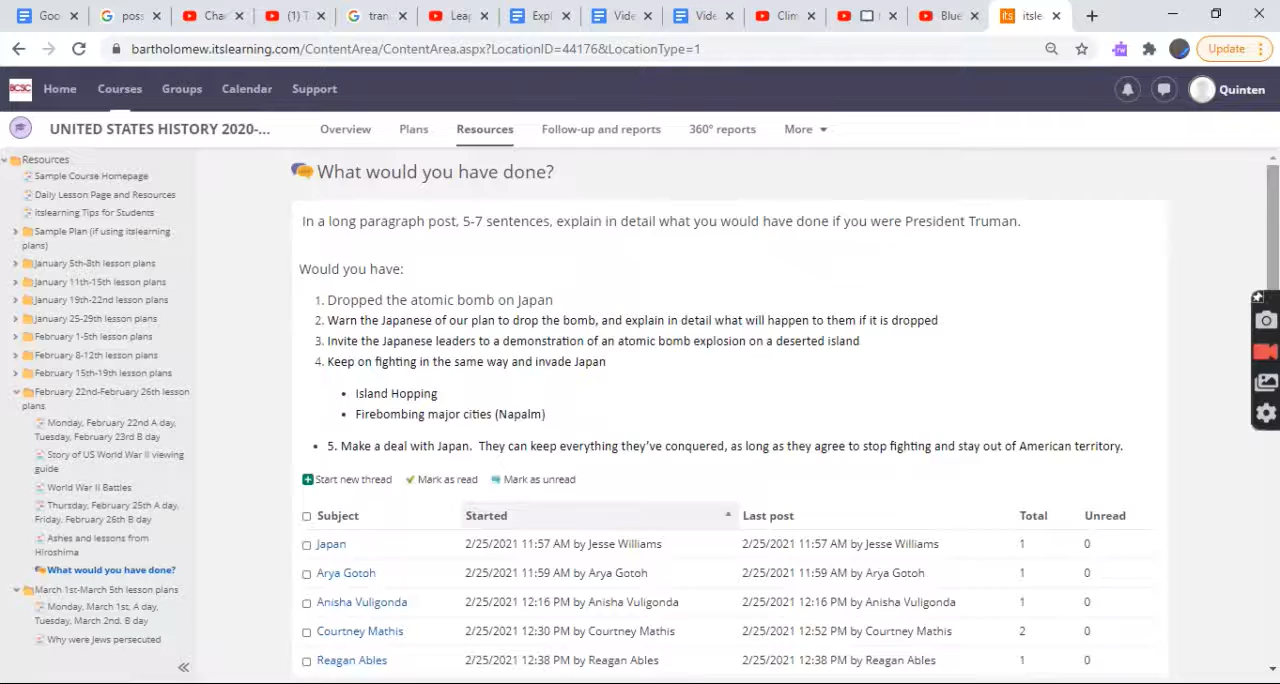 Goo
poss
Cha
(1) T
tran
Leap
Expl
Vide
Vide
Clim
Blue
its
itsle
bartholomew.itslearning.com/ContentArea/ContentArea.aspx?LocationID=44176&LocationType=1
Update
BCSC
Home
Courses
Groups
Calendar
Support
Quinten
UNITED STATES HISTORY 2020-...
Overview
Plans
Resources
Follow-up and reports
360° reports
More
Resources
Sample Course Homepage
Daily Lesson Page and Resources
itslearning Tips for Students
Sample Plan (if using itslearning
plans)
January 5th-8th lesson plans
January 11th-15th lesson plans
January 19th-22nd lesson plans
January 25-29th lesson plans
February 1-5th lesson plans
February 8-12th lesson plans
February 15th-19th lesson plans
February 22nd-February 26th lesson
plans
Monday, February 22nd A day,
Tuesday, February 23rd B day
Story of US World War II viewing
guide
World War II Battles
Thursday, February 25th A day,
Friday, February 26th B day
Ashes and lessons from
Hiroshima
What would you have done?
March 1st-March 5th lesson plans
Monday, March 1st, A day,
Tuesday, March 2nd. B day
Why were Jews persecuted
What would you have done?
In a long paragraph post, 5-7 sentences, explain in detail what you would have done if you were President Truman.
Would you have:
1. Dropped the atomic bomb on Japan
2. Warn the Japanese of our plan to drop the bomb, and explain in detail what will happen to them if it is dropped
3. Invite the Japanese leaders to a demonstration of an atomic bomb explosion on a deserted island
4. Keep on fighting in the same way and invade Japan
• Island Hopping
• Firebombing major cities (Napalm)
• 5. Make a deal with Japan. They can keep everything they've conquered, as long as they agree to stop fighting and stay out of American territory.
Start new thread
Mark as read
Mark as unread
Subject Started Last post Total Unread
Japan 2/25/2021 11:57 AM by Jesse Williams 2/25/2021 11:57 AM by Jesse Williams 1 0
Arya Gotoh 2/25/2021 11:59 AM by Arya Gotoh 2/25/2021 11:59 AM by Arya Gotoh 1 0
Anisha Vuligonda 2/25/2021 12:16 PM by Anisha Vuligonda 2/25/2021 12:16 PM by Anisha Vuligonda 1 0
Courtney Mathis 2/25/2021 12:30 PM by Courtney Mathis 2/25/2021 12:52 PM by Courtney Mathis 2 0
Reagan Ables 2/25/2021 12:38 PM by Reagan Ables 2/25/2021 12:38 PM by Reagan Ables 1 0